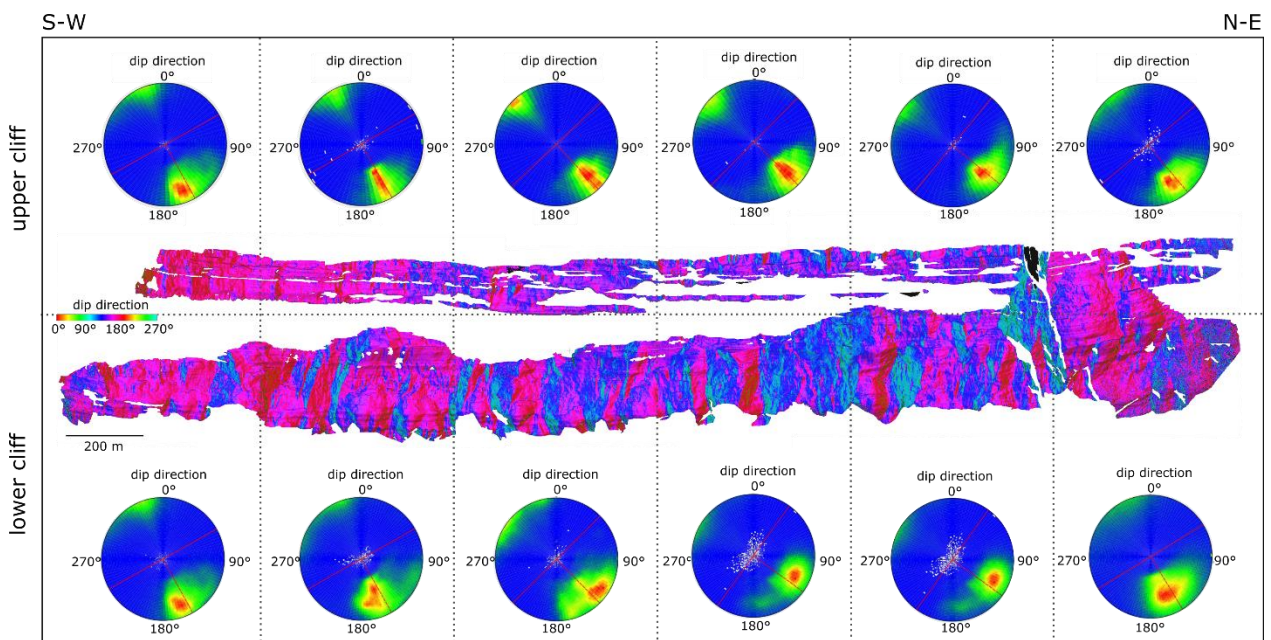 S-W
N-E
upper cliff
dip direction dip direction dip direction dip direction dip direction dip direction
0° 0° 0° 0° 0° 0°
270° 90° 270° 90° 270° 90° 270° 90° 270° 90° 270° 90°
180° 180° 180° 180° 180° 180°
dip direction
0° 90° 180° 270°
200 m
lower cliff
dip direction dip direction dip direction dip direction dip direction dip direction
0° 0° 0° 0° 0° 0°
270° 90° 270° 90° 270° 90° 270° 90° 270° 90° 270° 90°
180° 180° 180° 180° 180° 180°